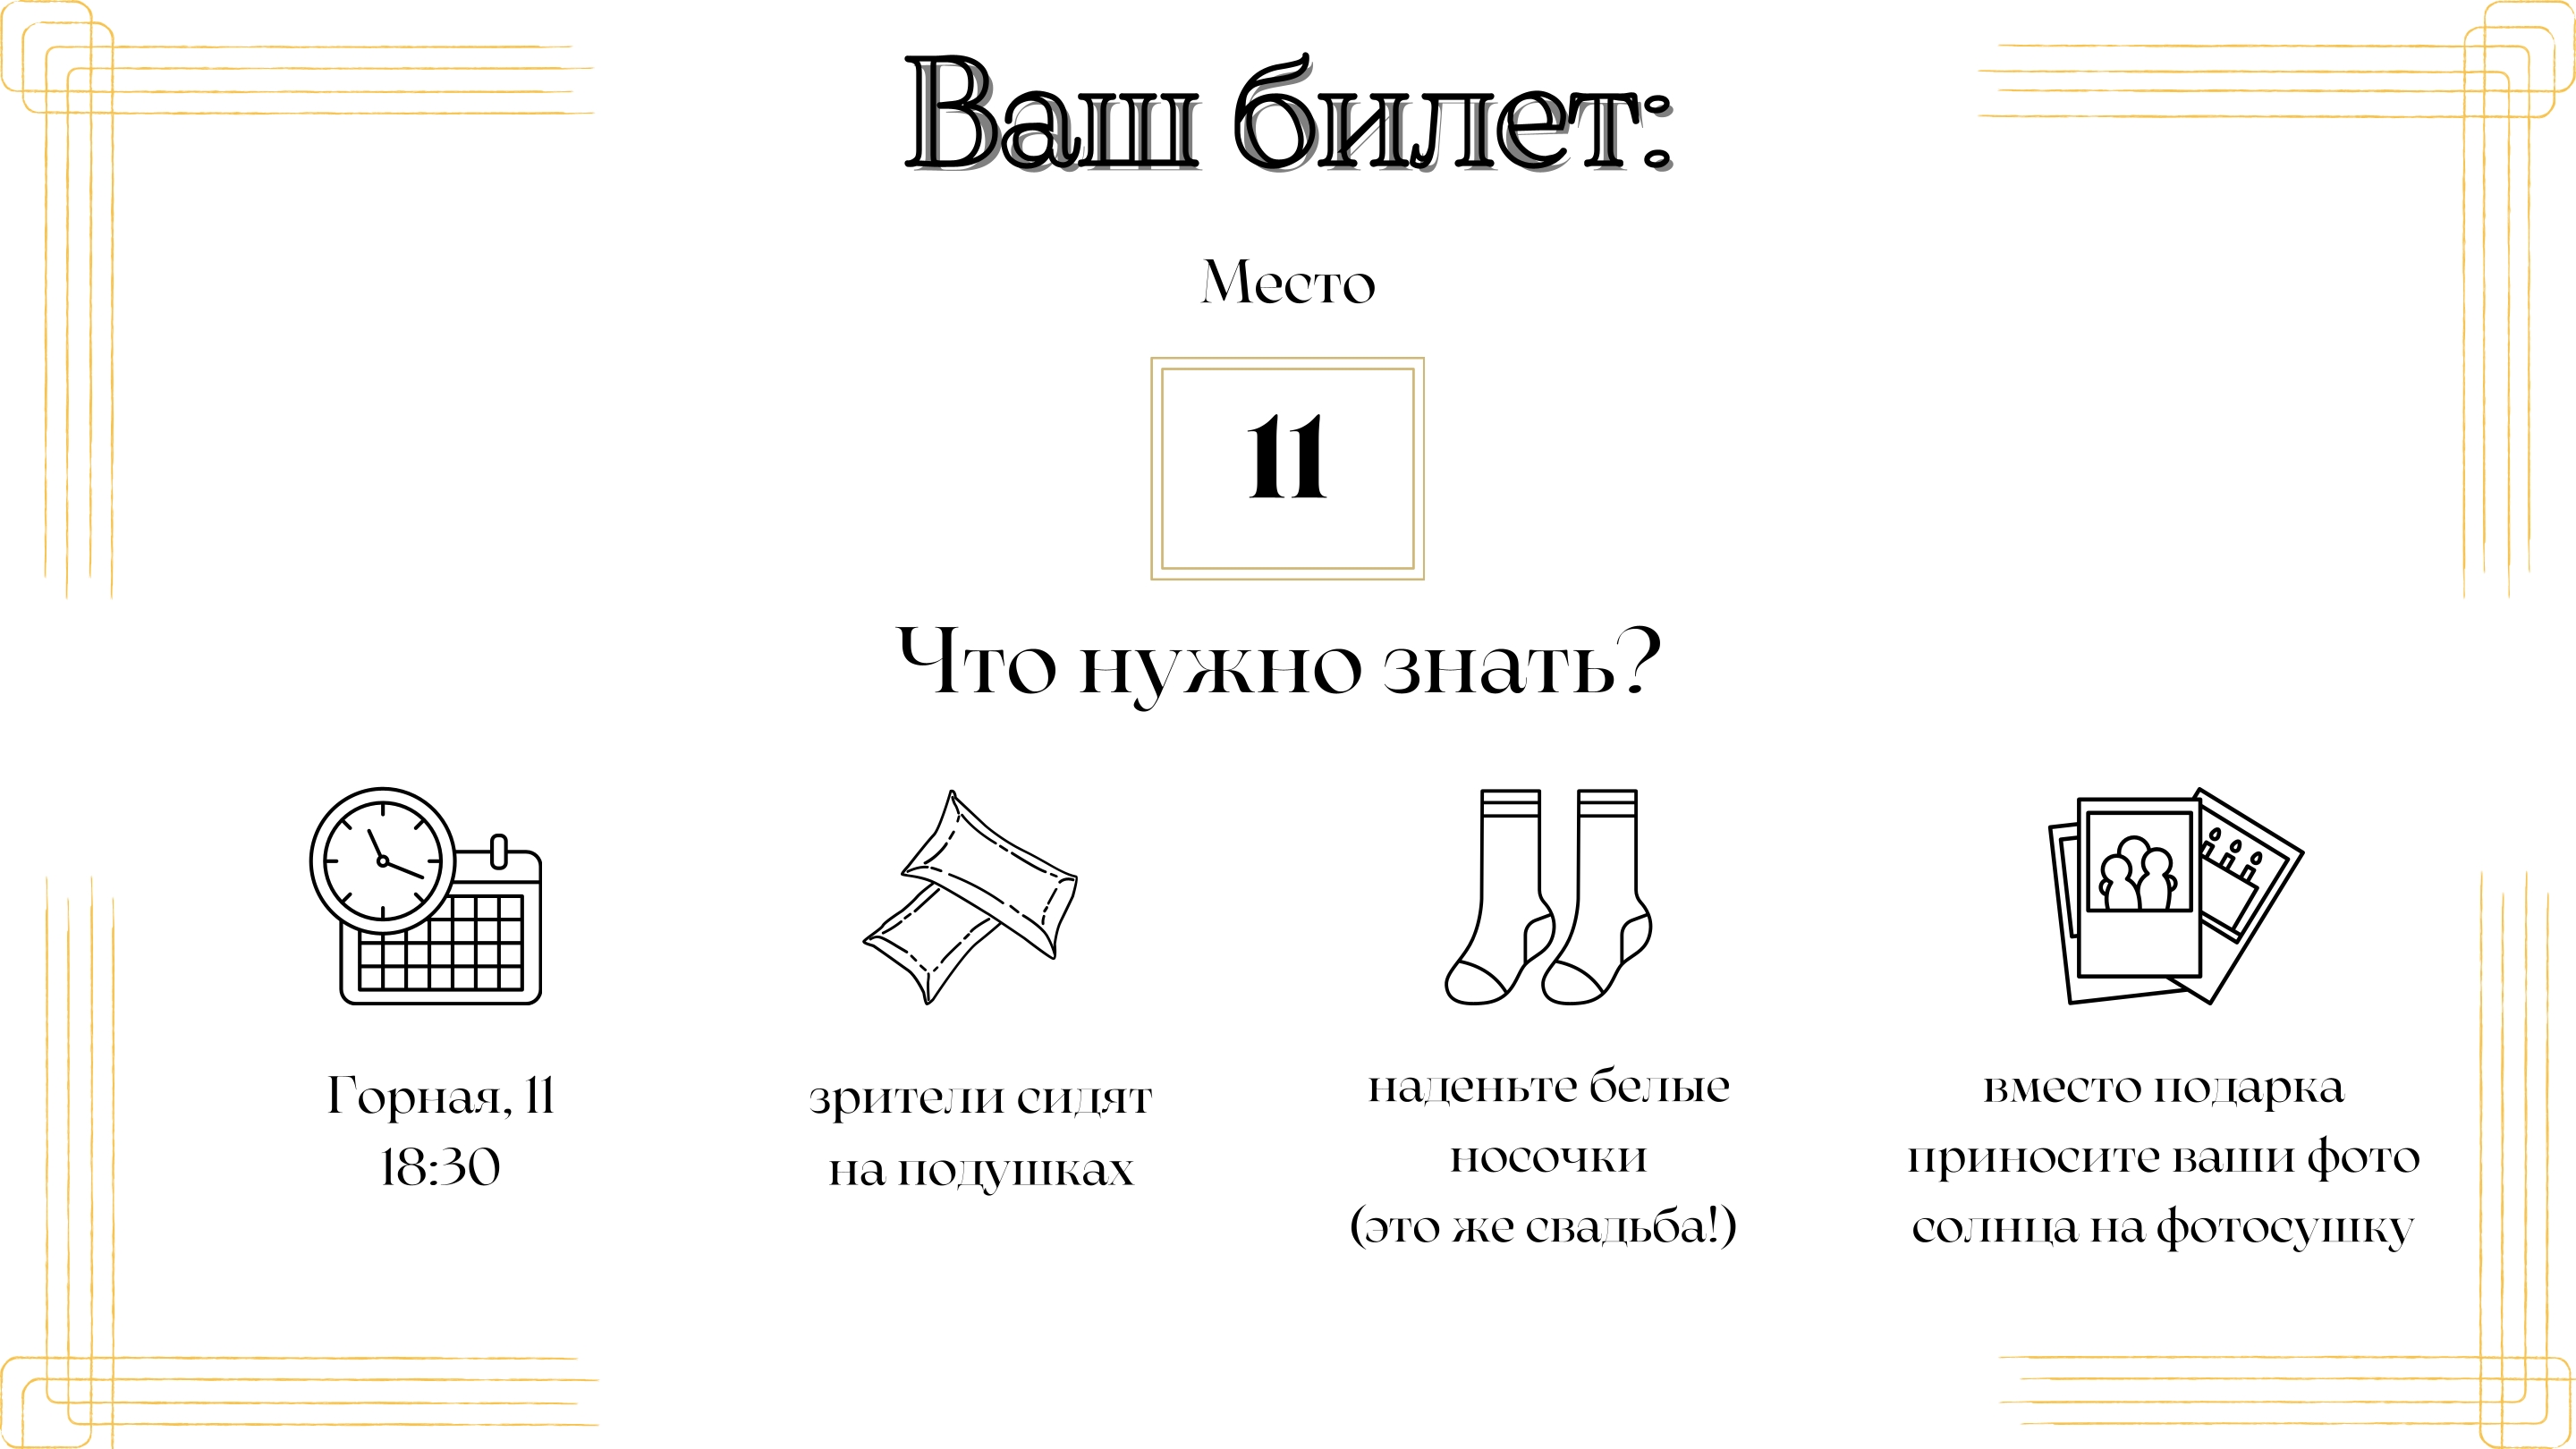 Ваш билет:
Место
11
Что нужно знать?
Горная, 11
18:30
зрители сидят
на подушках
наденьте белые
носочки
(это же свадьба!)
вместо подарка
приносите ваши фото
солнца на фотосушку